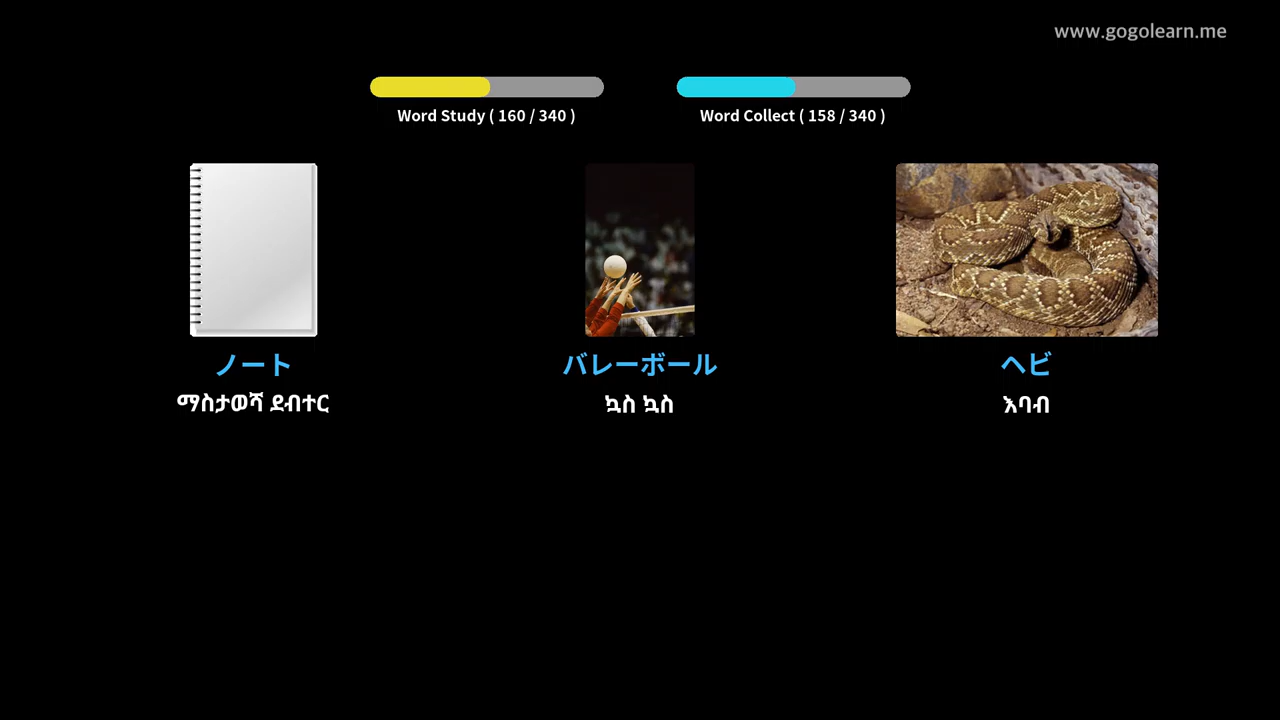 www.gogolearn.me
Word Study ( 160 / 340 )
Word Collect ( 158 / 340 )
ノート
バレーボール
ヘビ
ማስታወሻ ደብተር
ኳስ ኳስ
እባብ